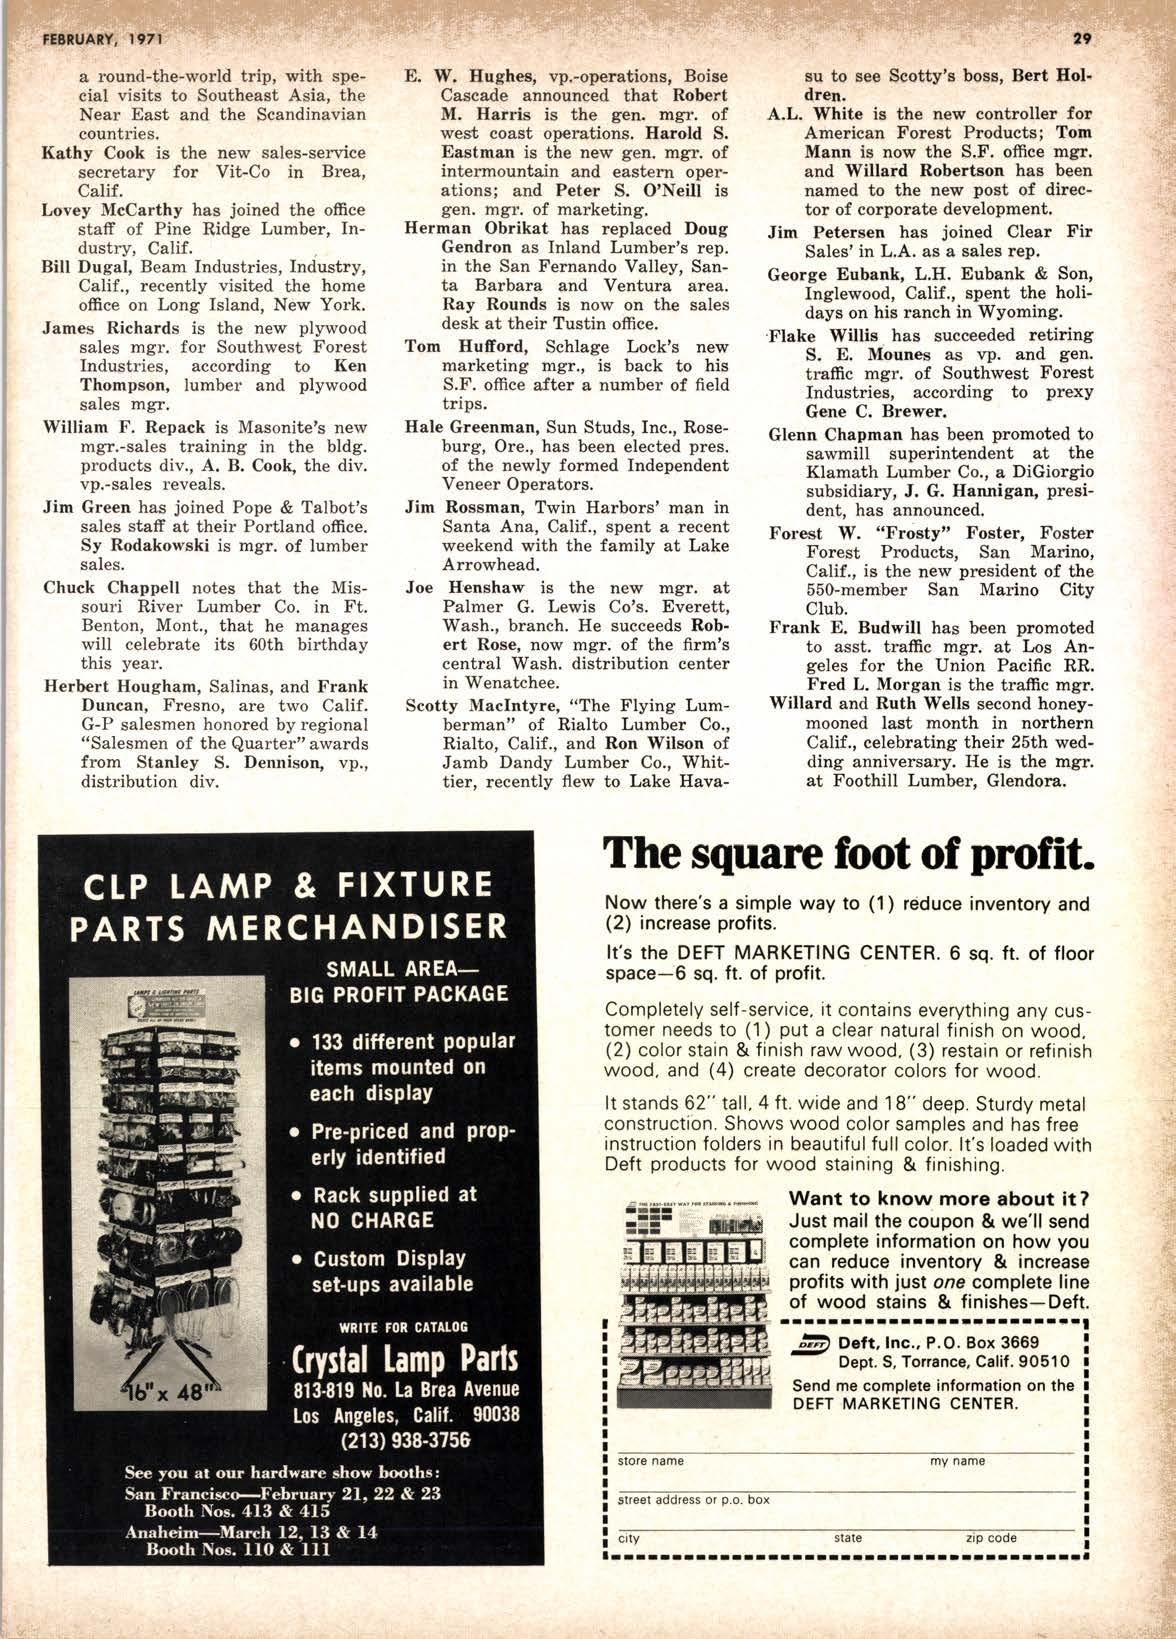 FEBRUARY, 1971
29
a round-the-world trip, with spe-
cial visits to Southeast Asia, the
Near East and the Scandinavian
countries.
Kathy Cook is the new sales-service
secretary for Vit-Co in Brea,
Calif.
Lovey McCarthy has joined the office
staff of Pine Ridge Lumber, In-
dustry, Calif.
Bill Dugal, Beam Industries, Industry,
Calif., recently visited the home
office on Long Island, New York.
James Richards is the new plywood
sales mgr. for Southwest Forest
Industries, according to Ken
Thompson, lumber and plywood
sales mgr.
William F. Repack is Masonite's new
mgr.-sales training in the bldg.
products div., A. B. Cook, the div.
vp.-sales reveals.
Jim Green has joined Pope & Talbot's
sales staff at their Portland office.
Sy Rodakowski is mgr. of lumber
sales.
Chuck Chappell notes that the Mis-
souri River Lumber Co. in Ft.
Benton, Mont., that he manages
will celebrate its 60th birthday
this year.
Herbert Hougham, Salinas, and Frank
Duncan, Fresno, are two Calif.
G-P salesmen honored by regional
"Salesmen of the Quarter" awards
from Stanley S. Dennison, vp.,
distribution div.
E. W. Hughes, vp.-operations, Boise
Cascade announced that Robert
M. Harris is the gen. mgr. of
west coast operations. Harold S.
Eastman is the new gen. mgr. of
intermountain and eastern oper-
ations; and Peter S. O'Neill is
gen. mgr. of marketing.
Herman Obrikat has replaced Doug
Gendron as Inland Lumber's rep.
in the San Fernando Valley, San-
ta Barbara and Ventura area.
Ray Rounds is now on the sales
desk at their Tustin office.
Tom Hufford, Schlage Lock's new
marketing mgr., is back to his
S.F. office after a number of field
trips.
Hale Greenman, Sun Studs, Inc., Rose-
burg, Ore., has been elected pres.
of the newly formed Independent
Veneer Operators.
Jim Rossman, Twin Harbors' man in
Santa Ana, Calif., spent a recent
weekend with the family at Lake
Arrowhead.
Joe Henshaw is the new mgr. at
Palmer G. Lewis Co's. Everett,
Wash., branch. He succeeds Rob-
ert Rose, now mgr. of the firm's
central Wash. distribution center
in Wenatchee.
Scotty MacIntyre, "The Flying Lum-
berman" of Rialto Lumber Co.,
Rialto, Calif., and Ron Wilson of
Jamb Dandy Lumber Co., Whit-
tier, recently flew to Lake Hava-
su to see Scotty's boss, Bert Hol-
dren.
A.L. White is the new controller for
American Forest Products; Tom
Mann is now the S.F. office mgr.
and Willard Robertson has been
named to the new post of direc-
tor of corporate development.
Jim Petersen has joined Clear Fir
Sales' in L.A. as a sales rep.
George Eubank, L.H. Eubank & Son,
Inglewood, Calif., spent the holi-
days on his ranch in Wyoming.
Flake Willis has succeeded retiring
S. E. Mounes as vp. and gen.
traffic mgr. of Southwest Forest
Industries, according to prexy
Gene C. Brewer.
Glenn Chapman has been promoted to
sawmill superintendent at the
Klamath Lumber Co., a DiGiorgio
subsidiary, J. G. Hannigan, presi-
dent, has announced.
Forest W. "Frosty" Foster, Foster
Forest Products, San Marino,
Calif., is the new president of the
550-member San Marino City
Club.
Frank E. Budwill has been promoted
to asst. traffic mgr. at Los An-
geles for the Union Pacific RR.
Fred L. Morgan is the traffic mgr.
Willard and Ruth Wells second honey-
mooned last month in northern
Calif., celebrating their 25th wed-
ding anniversary. He is the mgr.
at Foothill Lumber, Glendora.
CLP LAMP & FIXTURE
PARTS MERCHANDISER
SMALL AREA—
BIG PROFIT PACKAGE
• 133 different popular
items mounted on
each display
• Pre-priced and prop-
erly identified
• Rack supplied at
NO CHARGE
• Custom Display
set-ups available
LAMPS & LIGHTING PARTS
16" x 48"
WRITE FOR CATALOG
Crystal Lamp Parts
813-819 No. La Brea Avenue
Los Angeles, Calif. 90038
(213) 938-3756
See you at our hardware show booths:
San Francisco—February 21, 22 & 23
Booth Nos. 413 & 415
Anaheim—March 12, 13 & 14
Booth Nos. 110 & 111
The square foot of profit.
Now there's a simple way to (1) reduce inventory and
(2) increase profits.
It's the DEFT MARKETING CENTER. 6 sq. ft. of floor
space—6 sq. ft. of profit.
Completely self-service, it contains everything any cus-
tomer needs to (1) put a clear natural finish on wood,
(2) color stain & finish raw wood, (3) restain or refinish
wood, and (4) create decorator colors for wood.
It stands 62" tall, 4 ft. wide and 18" deep. Sturdy metal
construction. Shows wood color samples and has free
instruction folders in beautiful full color. It's loaded with
Deft products for wood staining & finishing.
THE FAST-EASY WAY FOR STAINING & FINISHING
Want to know more about it?
Just mail the coupon & we'll send
complete information on how you
can reduce inventory & increase
profits with just one complete line
of wood stains & finishes—Deft.
DEFT
Deft, Inc., P.O. Box 3669
Dept. S, Torrance, Calif. 90510
Send me complete information on the
DEFT MARKETING CENTER.
store name my name
street address or p.o. box
city state zip code